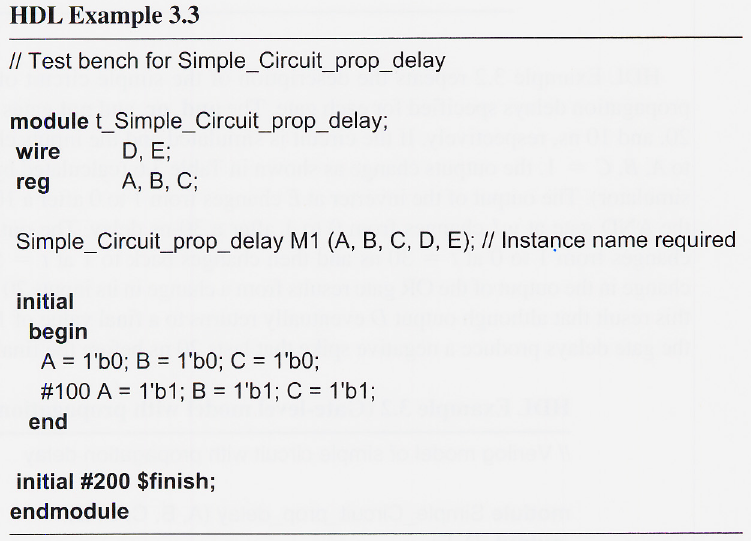 HDL Example 3.3
// Test bench for Simple_Circuit_prop_delay
module t_Simple_Circuit_prop_delay;
wire D, E;
reg A, B, C;
Simple_Circuit_prop_delay M1 (A, B, C, D, E); // Instance name required
initial
begin
A = 1'b0; B = 1'b0; C = 1'b0;
#100 A = 1'b1; B = 1'b1; C = 1'b1;
end
initial #200 $finish;
endmodule